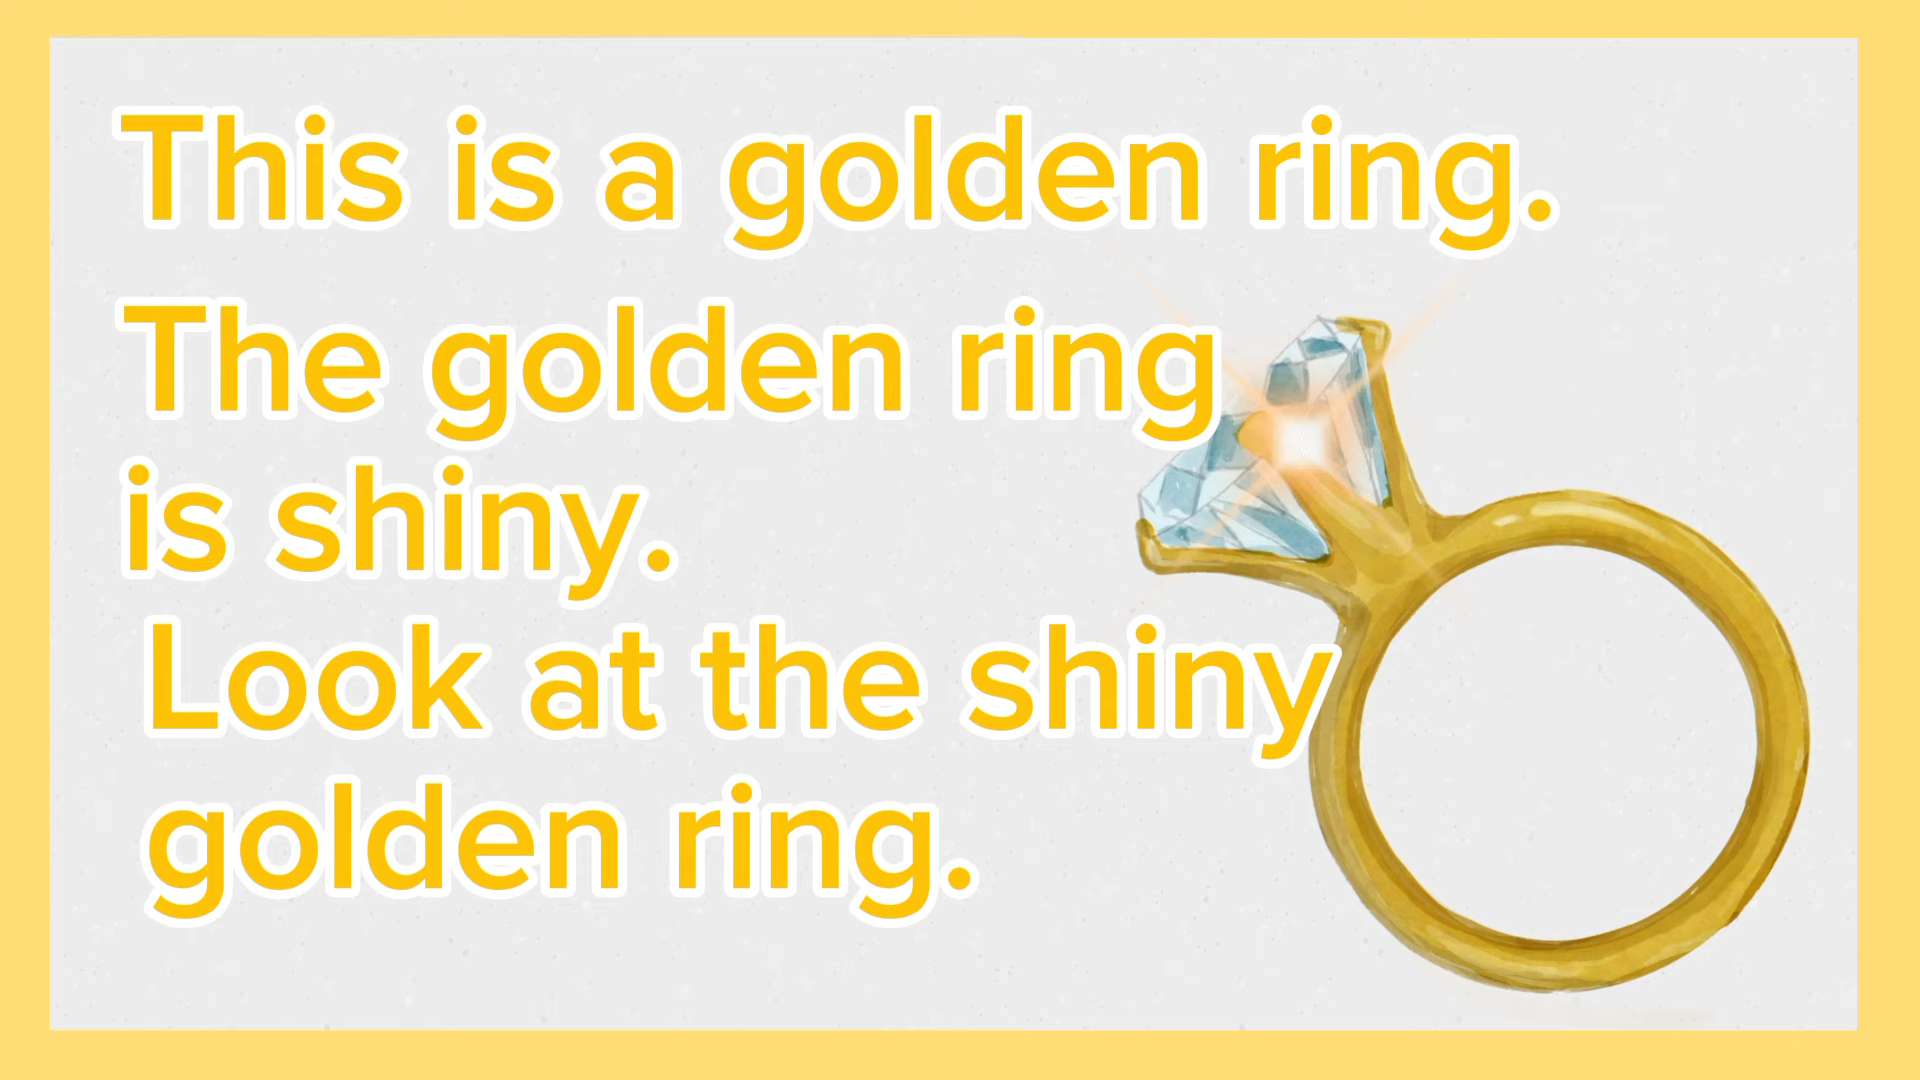 This is a golden ring.
The golden ring
is shiny.
Look at the shiny
golden ring.